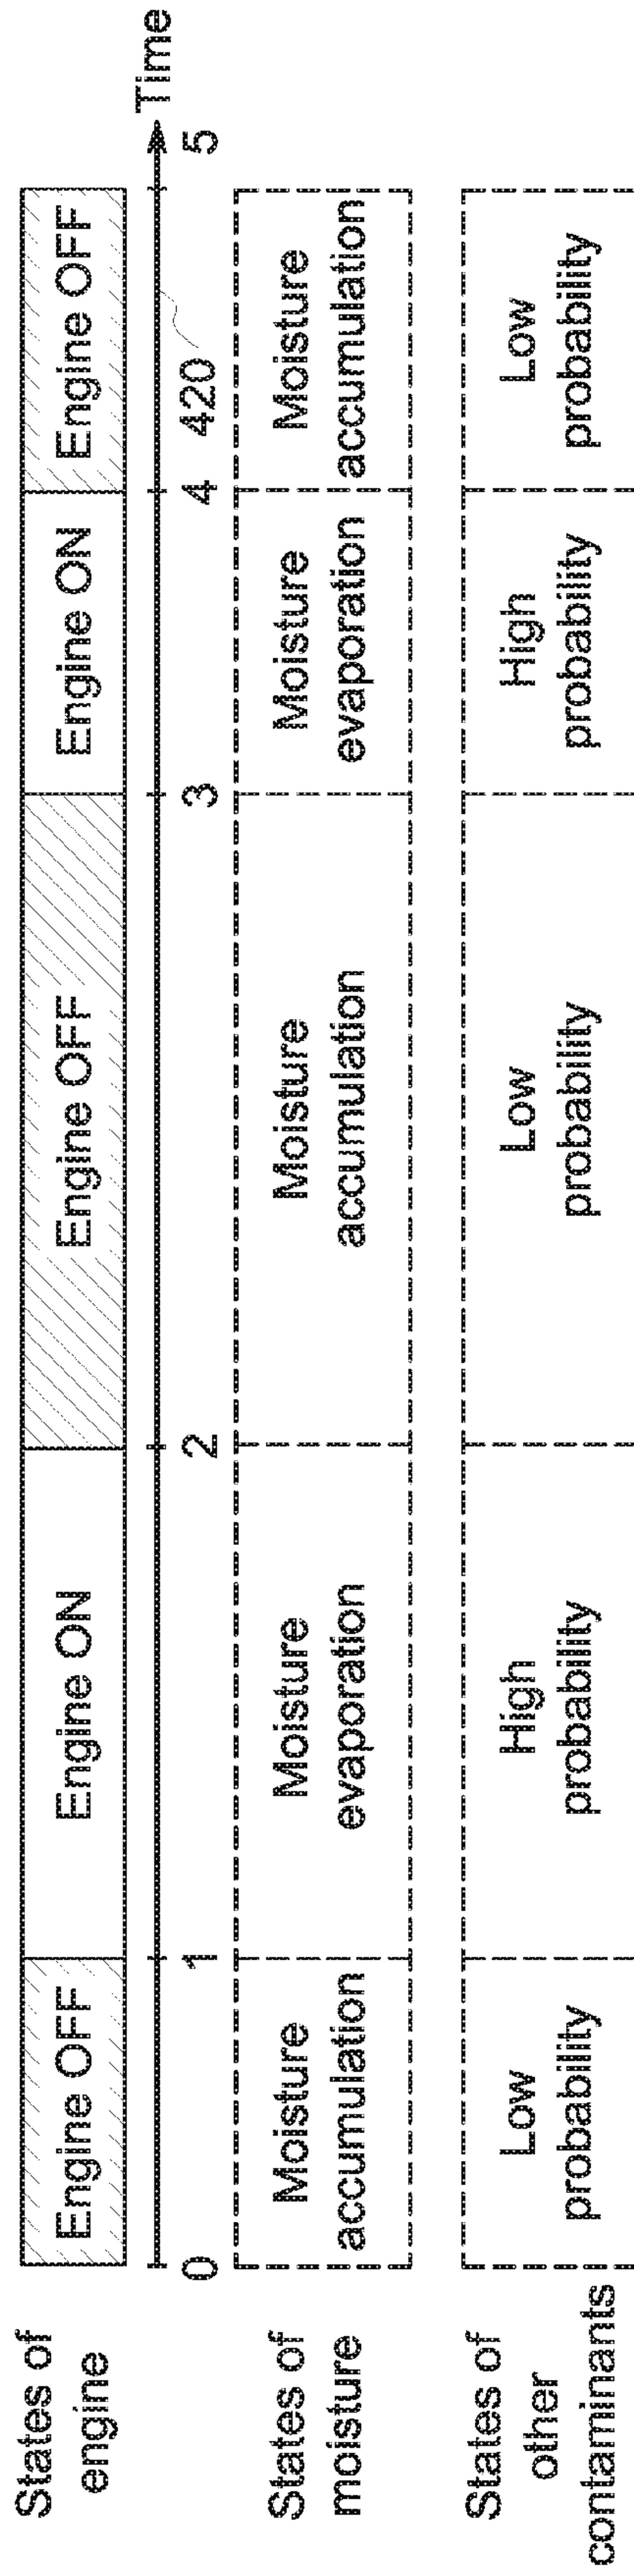 States of
engine
Engine OFF
Engine ON
Engine OFF
Engine ON
Engine OFF
Time
0
1
2
3
4
420
5
States of
moisture
Moisture
accumulation
Moisture
evaporation
Moisture
accumulation
Moisture
evaporation
Moisture
accumulation
States of
other
contaminants
Low
probability
High
probability
Low
probability
High
probability
Low
probability